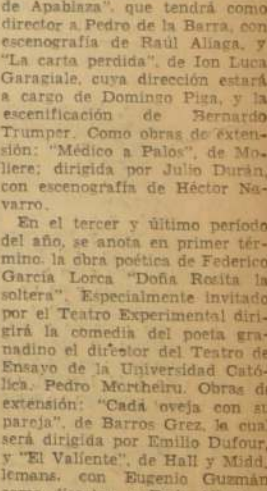 de Apablaza", que tendrá como
director a Pedro de la Barra, con
escenografía de Raúl Aliaga, y
"La carta perdida", de Ion Luca
Garagiale, cuya dirección estará
a cargo de Domingo Piga, y la
escenificación de Bernardo
Trumper. Como obras de exten-
sión: "Médico a Palos", de Mo-
liere; dirigida por Julio Durán,
con escenografía de Héctor Na-
varro.
En el tercer y último período
del año, se anota en primer tér-
mino, la obra poética de Federico
García Lorca "Doña Rosita la
soltera". Especialmente invitado
por el Teatro Experimental diri-
girá la comedia del poeta gra-
nadino el director del Teatro de
Ensayo de la Universidad Cató-
lica, Pedro Mortheiru. Obras de
extensión: "Cada oveja con su
pareja", de Barros Grez, la cual
será dirigida por Emilio Dufour,
y "El Valiente", de Hall y Midd,
lemans, con Eugenio Guzmán